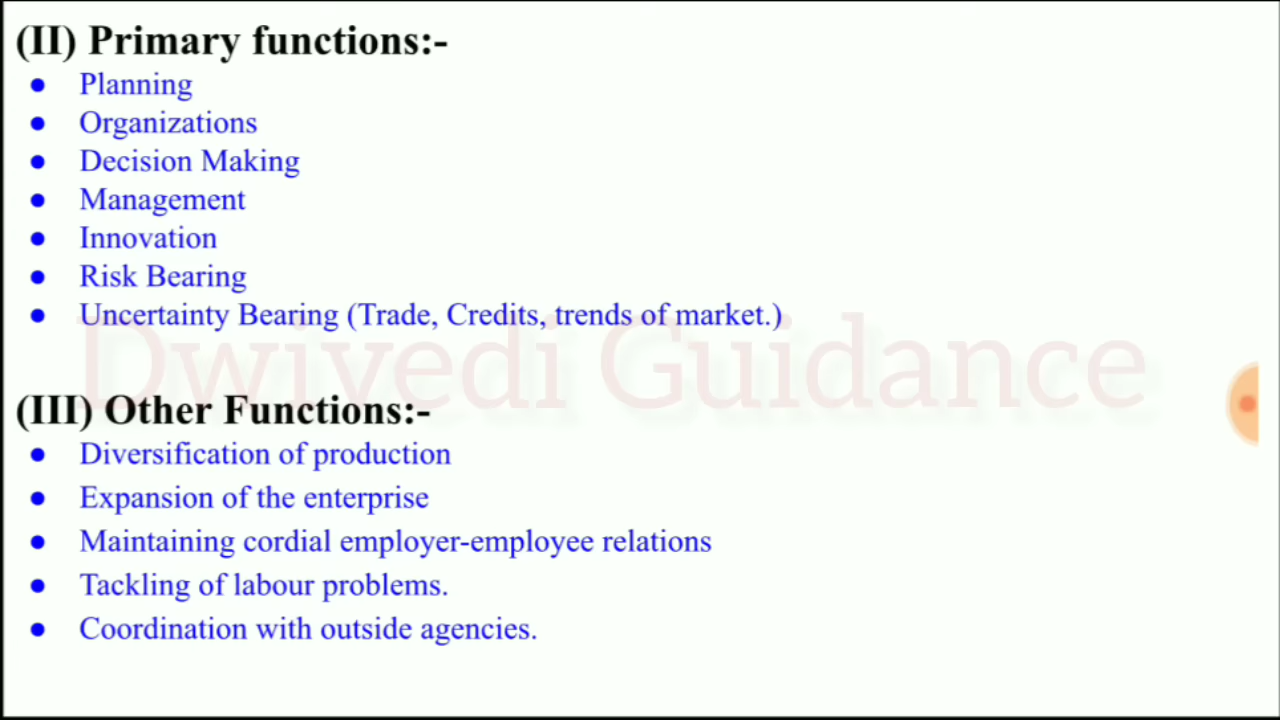 (II) Primary functions:-
● Planning
● Organizations
● Decision Making
● Management
● Innovation
● Risk Bearing
● Uncertainty Bearing (Trade, Credits, trends of market.)
Dwivedi Guidance
(III) Other Functions:-
● Diversification of production
● Expansion of the enterprise
● Maintaining cordial employer-employee relations
● Tackling of labour problems.
● Coordination with outside agencies.